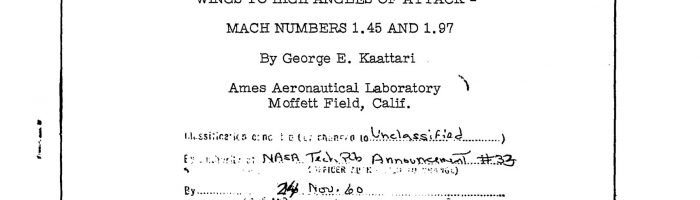 WINGS TO HIGH ANGLES OF ATTACK -
MACH NUMBERS 1.45 AND 1.97
By George E. Kaattari
Ames Aeronautical Laboratory
Moffett Field, Calif.
Unclassified
NASA Tech Pub Announcement #33
By 24 Nov. 60